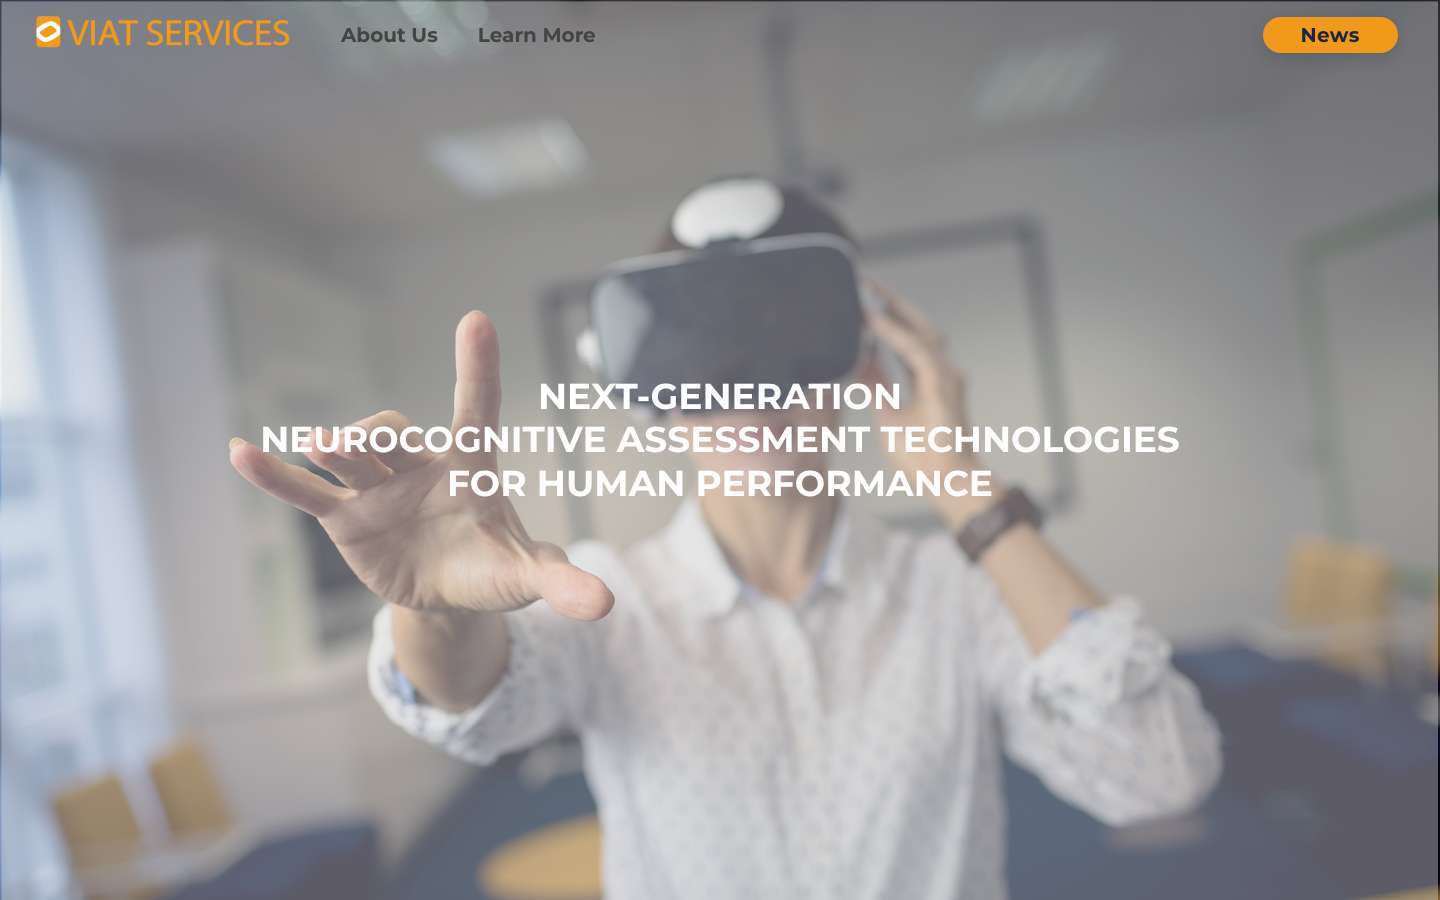 VIAT SERVICES
About Us
Learn More
News
NEXT-GENERATION
NEUROCOGNITIVE ASSESSMENT TECHNOLOGIES
FOR HUMAN PERFORMANCE